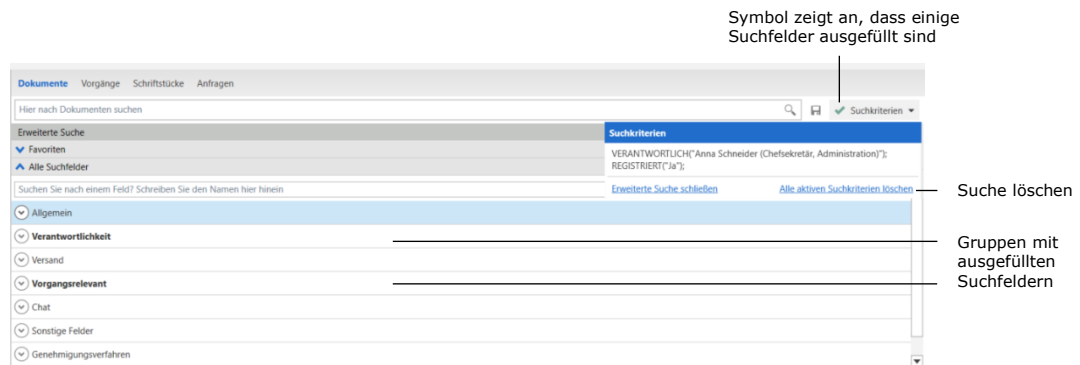 Symbol zeigt an, dass einige
Suchfelder ausgefüllt sind
Dokumente Vorgänge Schriftstücke Anfragen
Hier nach Dokumenten suchen
Suchkriterien
Erweiterte Suche
Suchkriterien
Favoriten
VERANTWORTLICH("Anna Schneider (Chefsekretär, Administration)");
REGISTRIERT("Ja");
Alle Suchfelder
Suchen Sie nach einem Feld? Schreiben Sie den Namen hier hinein
Erweiterte Suche schließen
Alle aktiven Suchkriterien löschen
Suche löschen
Allgemein
Verantwortlichkeit
Gruppen mit
ausgefüllten
Suchfeldern
Versand
Vorgangsrelevant
Chat
Sonstige Felder
Genehmigungsverfahren